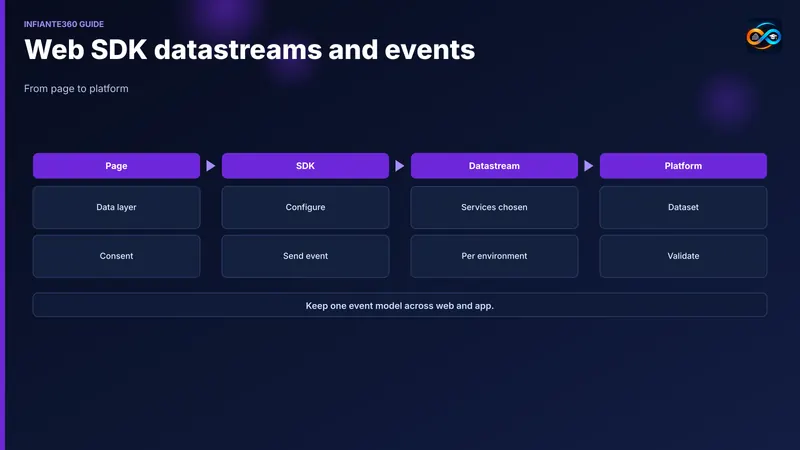 INFIANTE360 GUIDE
Web SDK datastreams and events
From page to platform
Page
SDK
Datastream
Platform
Data layer
Configure
Services chosen
Dataset
Consent
Send event
Per environment
Validate
Keep one event model across web and app.